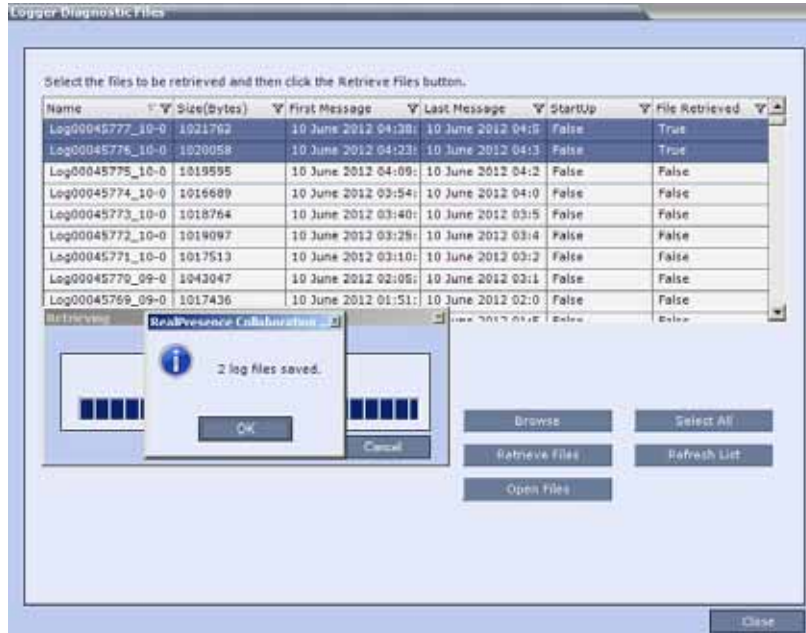 Logger Diagnostic Files
Select the files to be retrieved and then click the Retrieve Files button.
Name Size(Bytes) First Message Last Message StartUp File Retrieved
Log00045777_10-0 1021762 10 June 2012 04:38: 10 June 2012 04:5 False True
Log00045776_10-0 1020058 10 June 2012 04:23: 10 June 2012 04:3 False True
Log00045775_10-0 1019595 10 June 2012 04:09: 10 June 2012 04:2 False False
Log00045774_10-0 1016689 10 June 2012 03:54: 10 June 2012 04:0 False False
Log00045773_10-0 1018764 10 June 2012 03:40: 10 June 2012 03:5 False False
Log00045772_10-0 1019097 10 June 2012 03:25: 10 June 2012 03:4 False False
Log00045771_10-0 1017513 10 June 2012 03:10: 10 June 2012 03:2 False False
Log00045770_09-0 1043047 10 June 2012 02:05: 10 June 2012 03:1 False False
Log00045769_09-0 1017436 10 June 2012 01:51: 10 June 2012 02:0 False False
Retrieving
RealPresence Collaboration ...
2 log files saved.
OK
Cancel
Browse Select All
Retrieve Files Refresh List
Open Files
Close